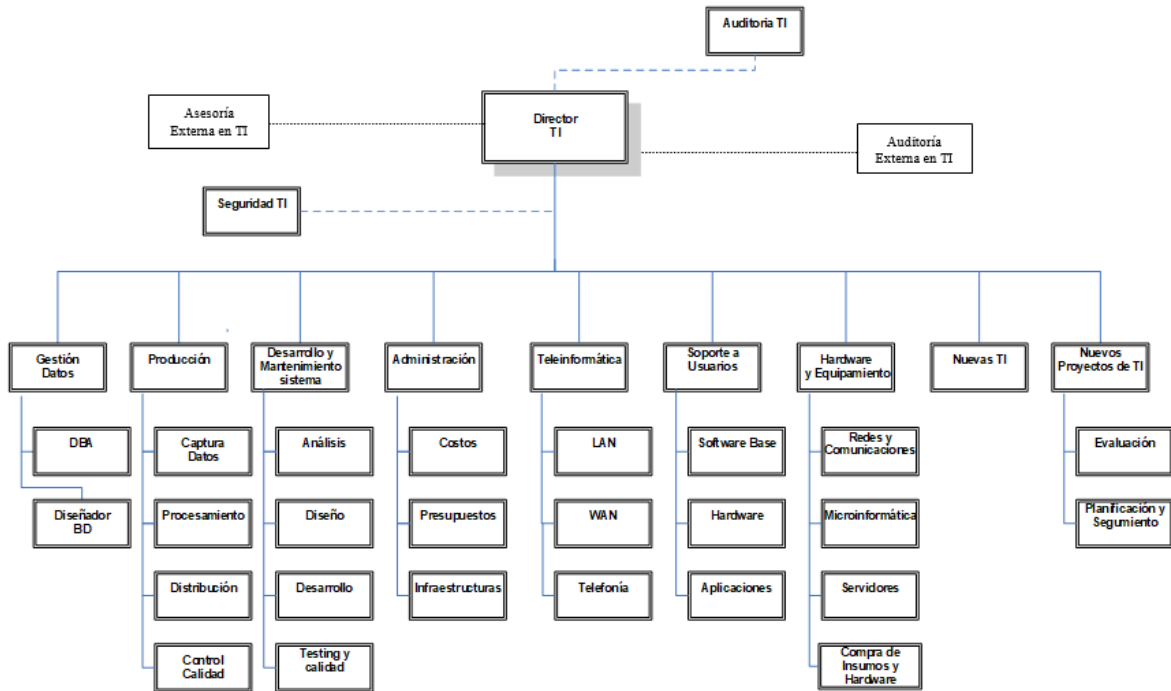 Auditoria TI
Asesoría
Externa en TI
Director
TI
Auditoría
Externa en TI
Seguridad TI
Gestión
Datos
Producción
Desarrollo y
Mantenimiento
sistema
Administración
Teleinformática
Soporte a
Usuarios
Hardware
y Equipamiento
Nuevas TI
Nuevos
Proyectos de TI
DBA
Captura
Datos
Análisis
Costos
LAN
Software Base
Redes y
Comunicaciones
Evaluación
Diseñador
BD
Procesamiento
Diseño
Presupuestos
WAN
Hardware
Microinformática
Planificación y
Segumiento
Distribución
Desarrollo
Infraestructuras
Telefonía
Aplicaciones
Servidores
Control
Calidad
Testing y
calidad
Compra de
Insumos y
Hardware